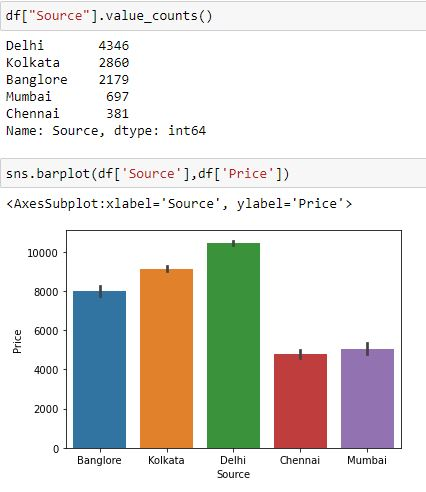 df["Source"].value_counts()
Delhi 4346
Kolkata 2860
Banglore 2179
Mumbai 697
Chennai 381
Name: Source, dtype: int64
sns.barplot(df['Source'],df['Price'])
<AxesSubplot:xlabel='Source', ylabel='Price'>
10000
8000
6000
4000
2000
0
Price
Banglore Kolkata Delhi Chennai Mumbai
Source